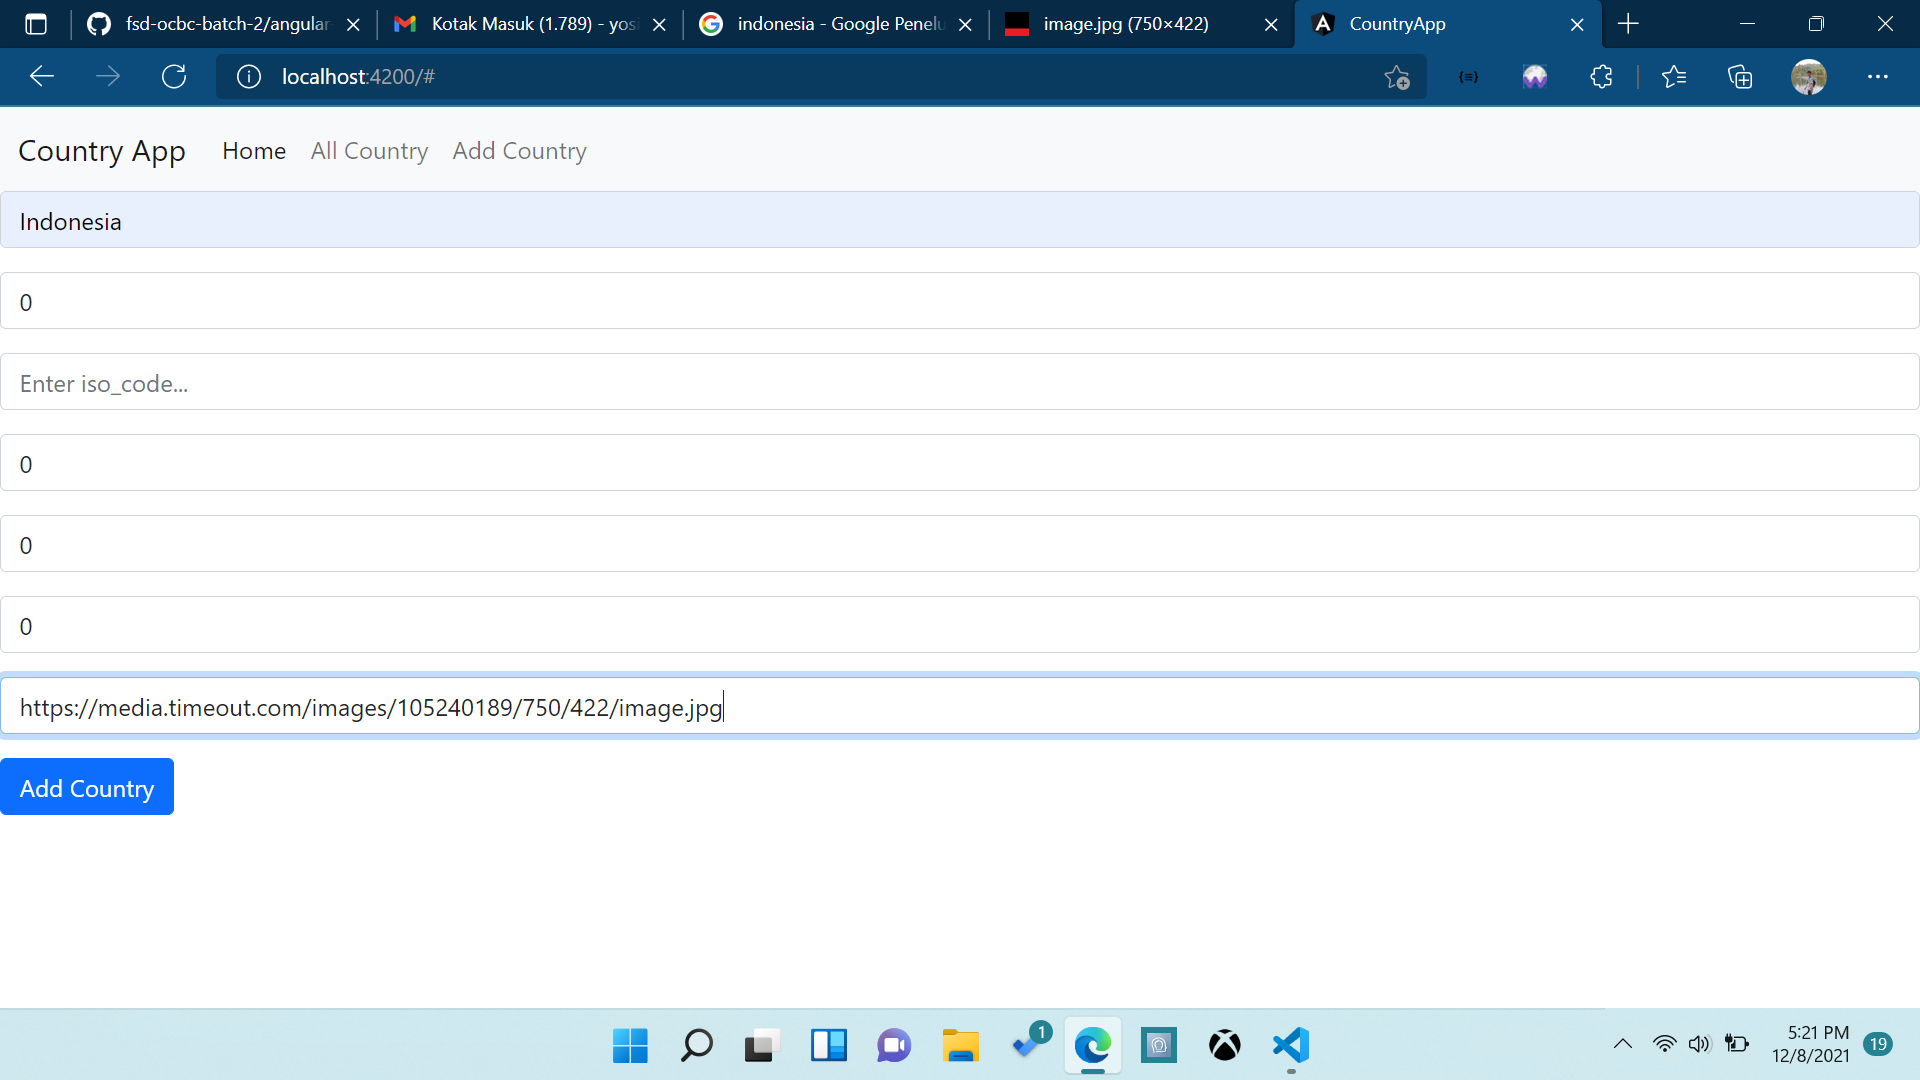 fsd-ocbc-batch-2/angular
Kotak Masuk (1.789) - yosi
indonesia - Google Penelu
image.jpg (750×422)
CountryApp
localhost:4200/#
Country App
Home
All Country
Add Country
Indonesia
0
Enter iso_code...
0
0
0
https://media.timeout.com/images/105240189/750/422/image.jpg
Add Country
1
5:21 PM
12/8/2021
19